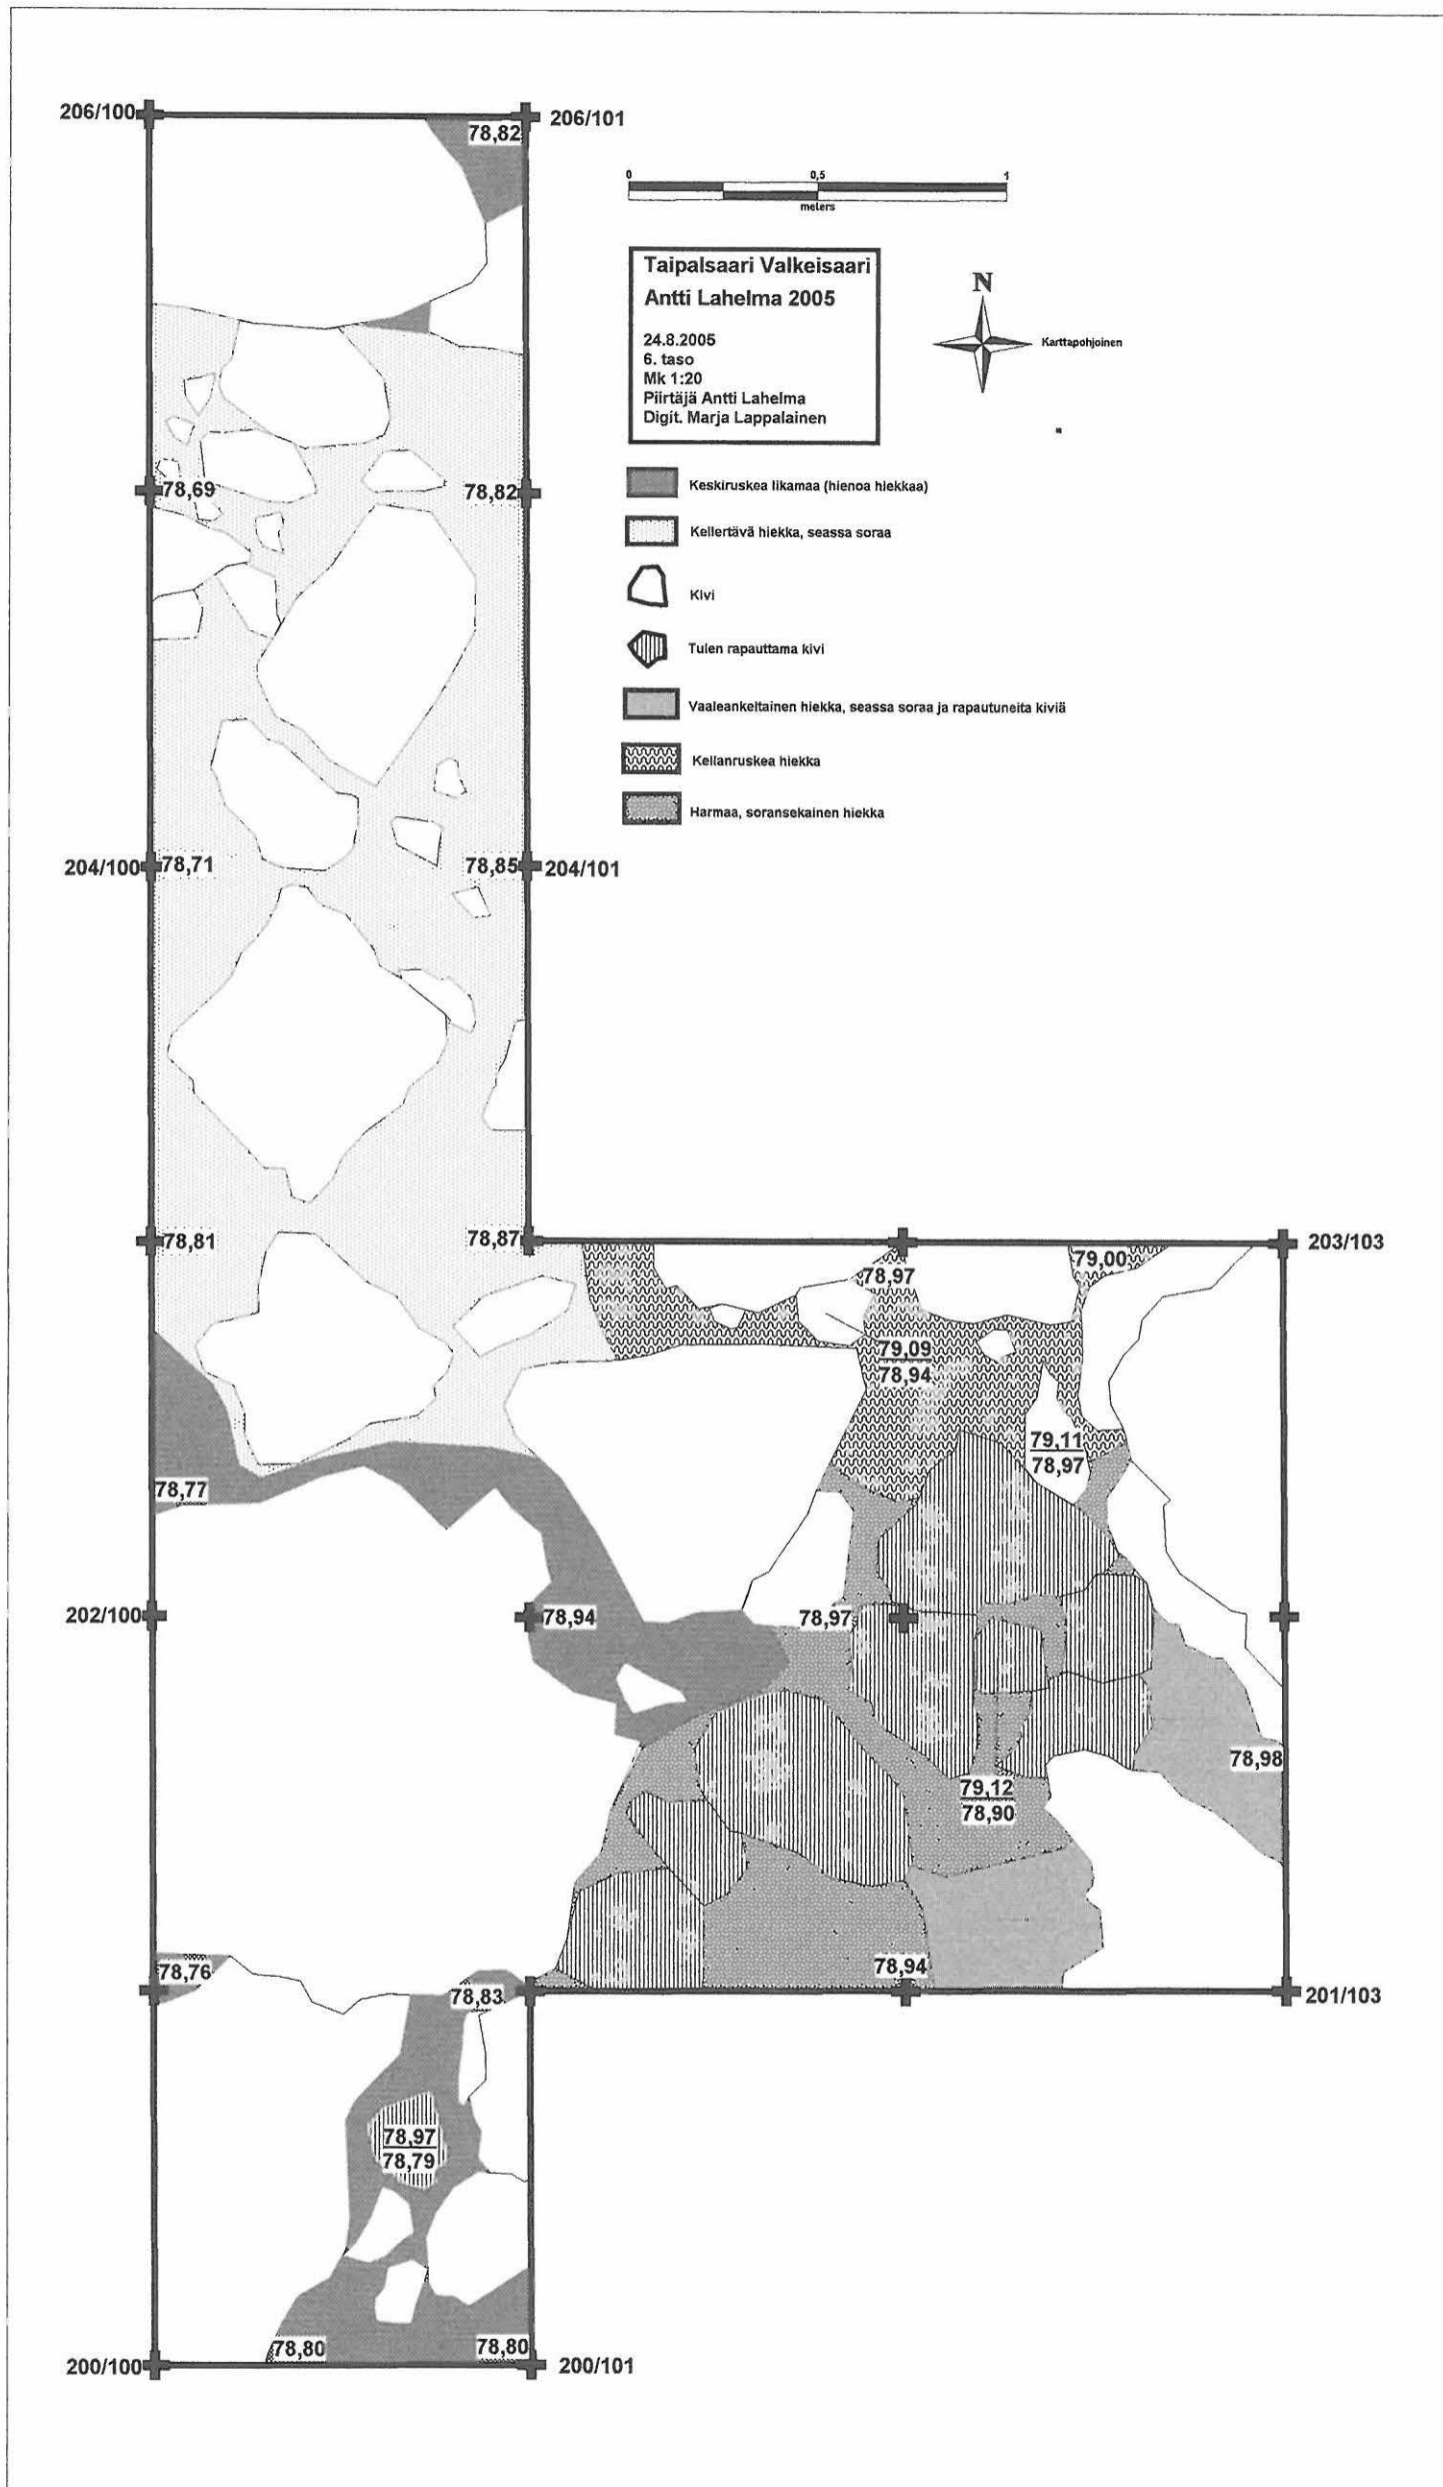 206/100
78,82
206/101
0
0,5
1
meters
Taipalsaari Valkeisaari
Antti Lahelma 2005
24.8.2005
6. taso
Mk 1:20
Piirtäjä Antti Lahelma
Digit. Marja Lappalainen
N
Karttapohjoinen
Keskiruskea likamaa (hienoa hiekkaa)
Kellertävä hiekka, seassa soraa
Kivi
Tulen rapauttama kivi
Vaaleankeltainen hiekka, seassa soraa ja rapautuneita kiviä
Kellanruskea hiekka
Harmaa, soransekainen hiekka
78,69
78,82
204/100
78,71
78,85
204/101
78,81
78,87
203/103
78,97
79,00
79,09
78,94
79,11
78,97
78,77
202/100
78,94
78,97
78,98
79,12
78,90
78,76
78,83
78,94
201/103
78,97
78,79
78,80
78,80
200/100
200/101